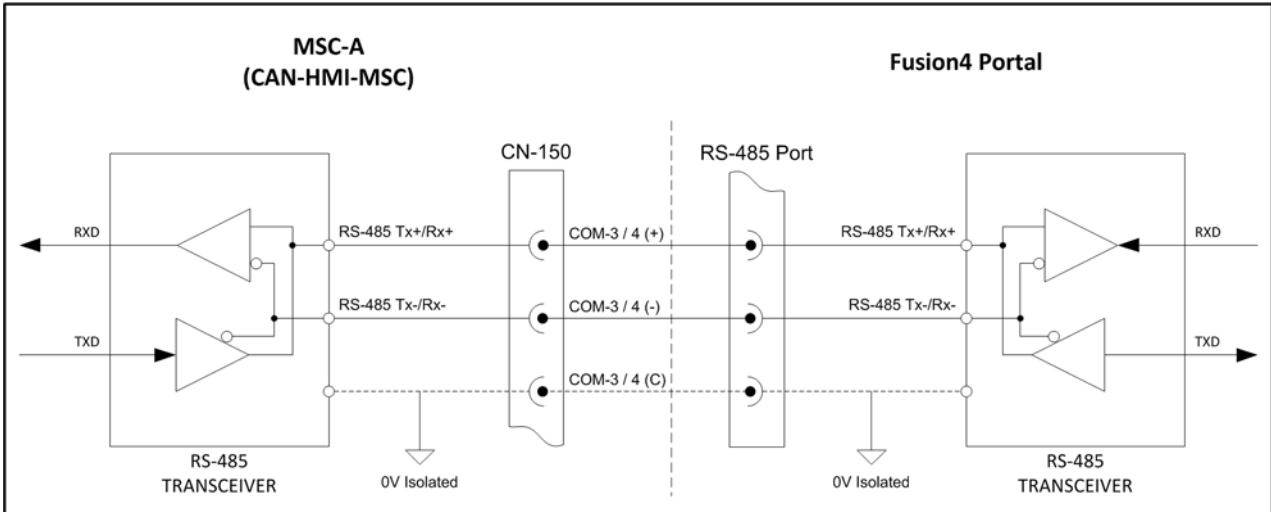 MSC-A
(CAN-HMI-MSC)
Fusion4 Portal
CN-150
RS-485 Port
RXD
RS-485 Tx+/Rx+
COM-3 / 4 (+)
RS-485 Tx+/Rx+
RXD
RS-485 Tx-/Rx-
COM-3 / 4 (-)
RS-485 Tx-/Rx-
TXD
TXD
COM-3 / 4 (C)
RS-485
TRANSCEIVER
0V Isolated
0V Isolated
RS-485
TRANSCEIVER